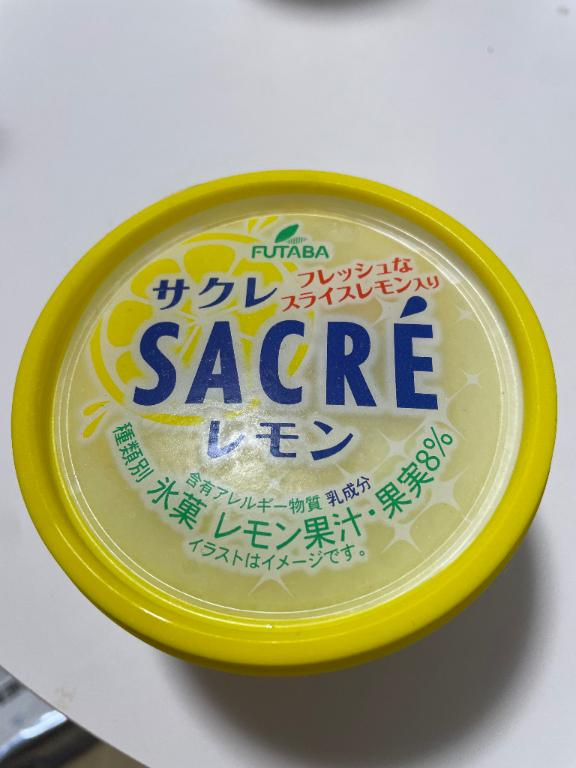 FUTABA
サクレ
フレッシュな
スライスレモン入り
SACRÉ
レモン
種類別 氷菓 レモン果汁・果実8%
含有アレルギー物質 乳成分
イラストはイメージです。